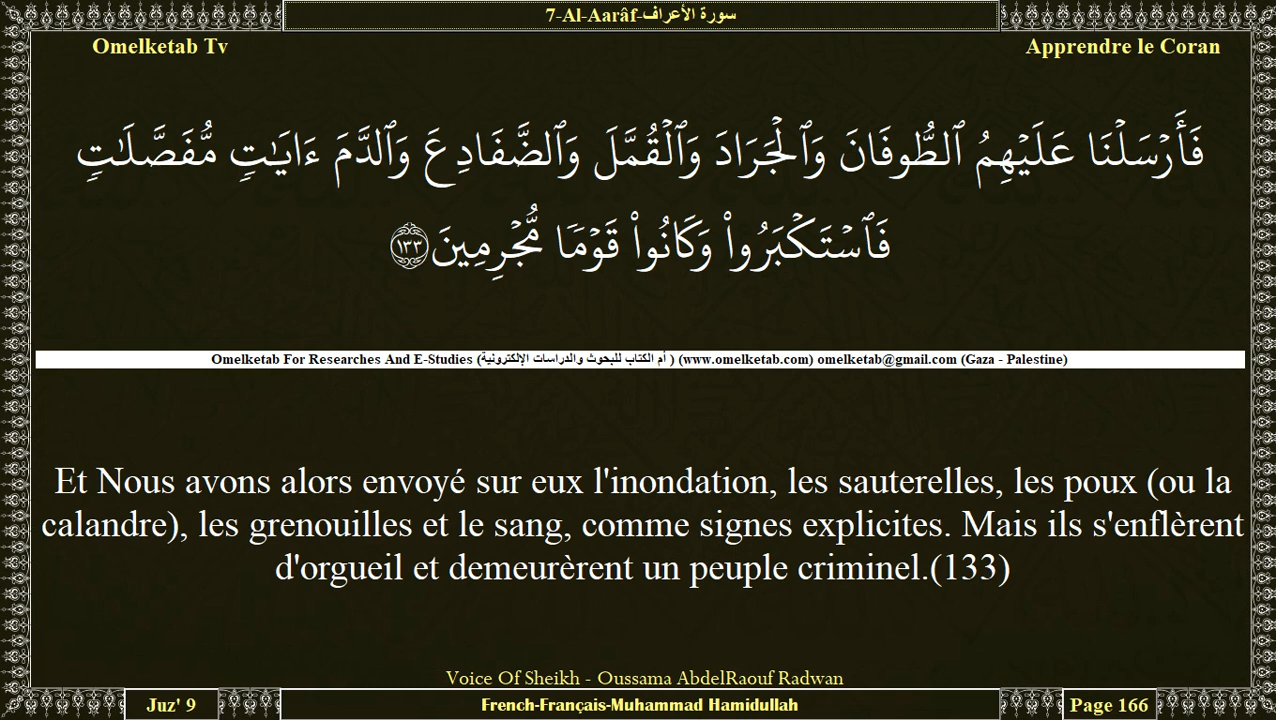 7-Al-Aarâf-سورة الأعراف
Omelketab Tv
Apprendre le Coran
فَأَرْسَلْنَا عَلَيْهِمُ ٱلطُّوفَانَ وَٱلْجَرَادَ وَٱلْقُمَّلَ وَٱلضَّفَادِعَ وَٱلدَّمَ ءَايَـٰتٍ مُّفَصَّلَـٰتٍ
فَٱسْتَكْبَرُوا۟ وَكَانُوا۟ قَوْمًا مُّجْرِمِينَ ١٣٣
Omelketab For Researches And E-Studies (أم الكتاب للبحوث والدراسات الإلكترونية ) (www.omelketab.com) omelketab@gmail.com (Gaza - Palestine)
Et Nous avons alors envoyé sur eux l'inondation, les sauterelles, les poux (ou la
calandre), les grenouilles et le sang, comme signes explicites. Mais ils s'enflèrent
d'orgueil et demeurèrent un peuple criminel.(133)
Voice Of Sheikh - Oussama AbdelRaouf Radwan
Juz' 9
French-Français-Muhammad Hamidullah
Page 166